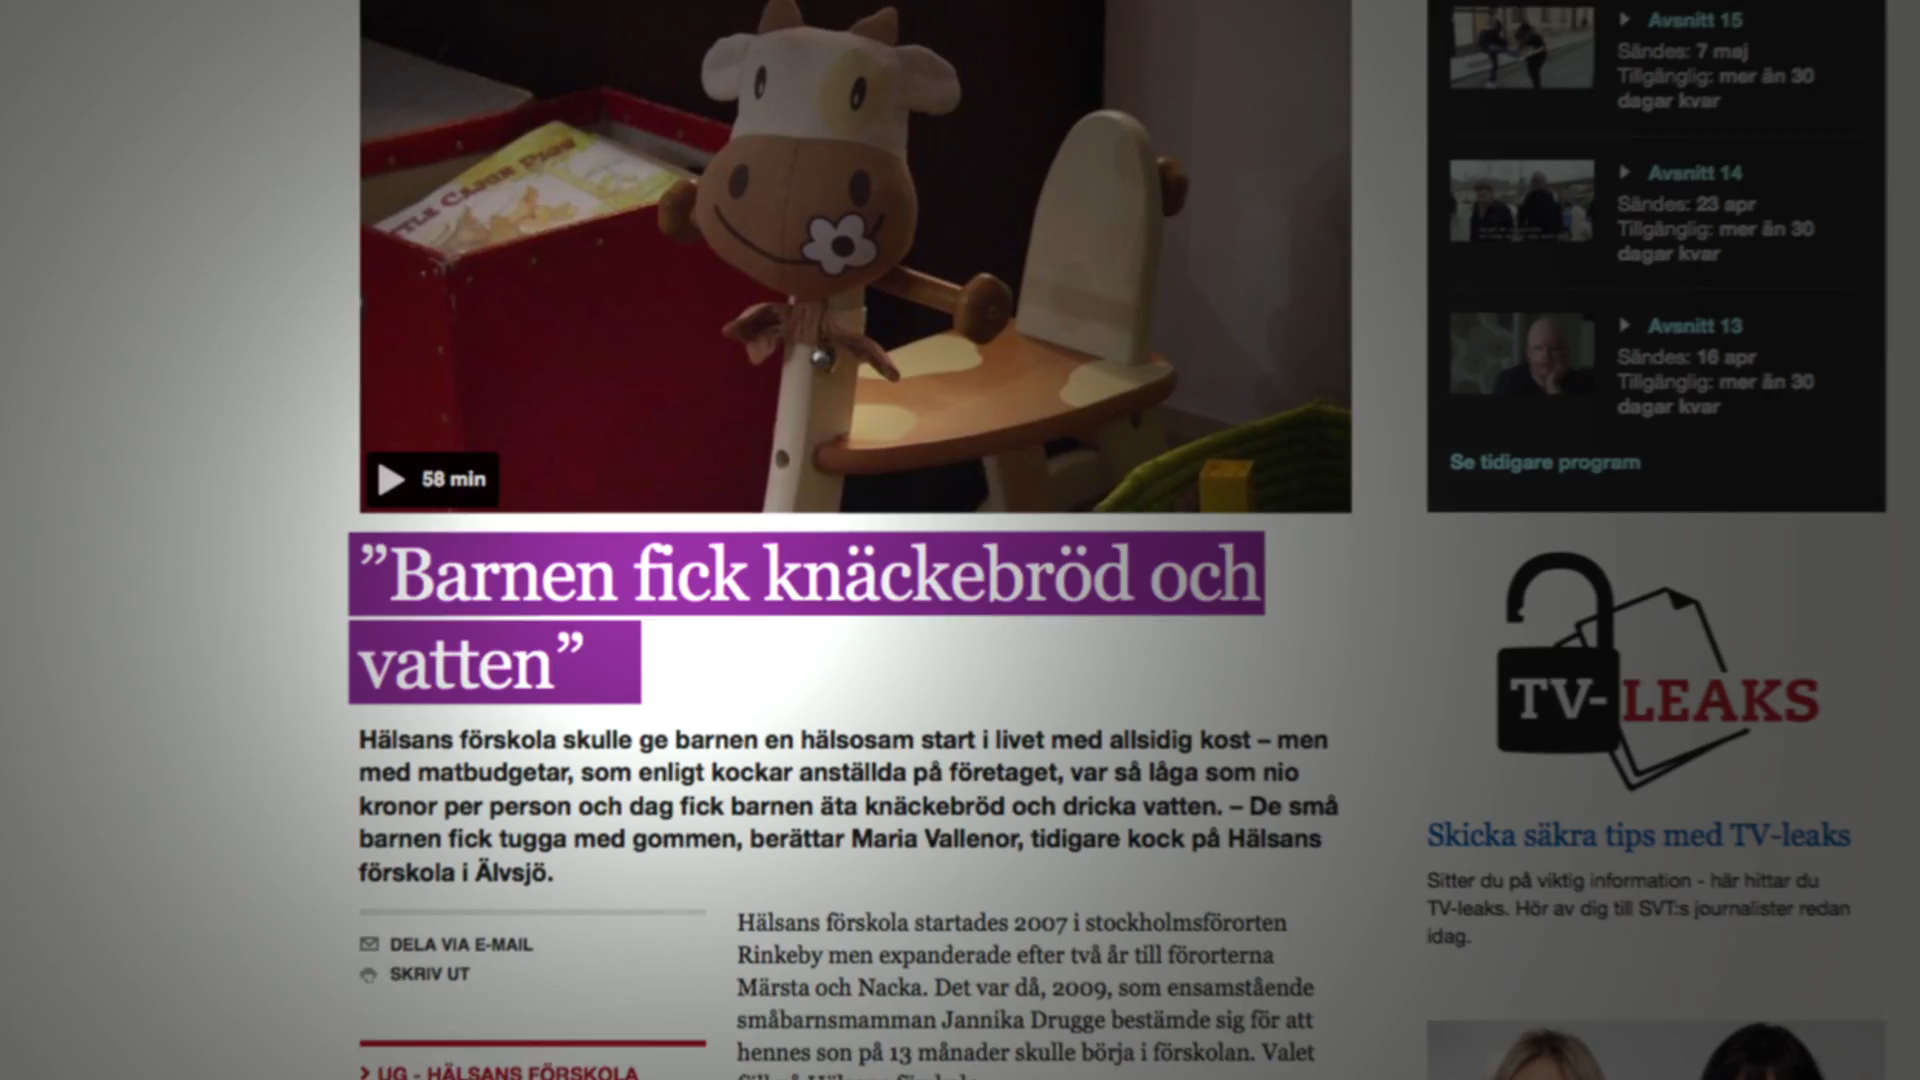 58 min
”Barnen fick knäckebröd och
vatten”
Hälsans förskola skulle ge barnen en hälsosam start i livet med allsidig kost – men
med matbudgetar, som enligt kockar anställda på företaget, var så låga som nio
kronor per person och dag fick barnen äta knäckebröd och dricka vatten. – De små
barnen fick tugga med gommen, berättar Maria Vallenor, tidigare kock på Hälsans
förskola i Älvsjö.
DELA VIA E-MAIL
SKRIV UT
> UG - HÄLSANS FÖRSKOLA
Hälsans förskola startades 2007 i stockholmsförorten
Rinkeby men expanderade efter två år till förorterna
Märsta och Nacka. Det var då, 2009, som ensamstående
småbarnsmamman Jannika Drugge bestämde sig för att
hennes son på 13 månader skulle börja i förskolan. Valet
Avsnitt 15
Sändes: 7 maj
Tillgänglig: mer än 30
dagar kvar
Avsnitt 14
Sändes: 23 apr
Tillgänglig: mer än 30
dagar kvar
Avsnitt 13
Sändes: 16 apr
Tillgänglig: mer än 30
dagar kvar
Se tidigare program
TV-LEAKS
Skicka säkra tips med TV-leaks
Sitter du på viktig information - här hittar du
TV-leaks. Hör av dig till SVT:s journalister redan
idag.